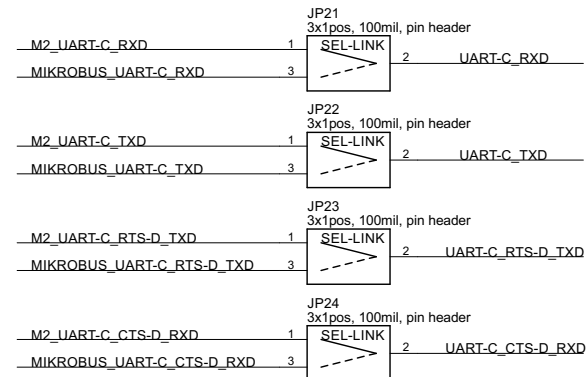 JP21
3x1pos, 100mil, pin header
M2_UART-C_RXD 1 SEL-LINK 2 UART-C_RXD
MIKROBUS_UART-C_RXD 3
JP22
3x1pos, 100mil, pin header
M2_UART-C_TXD 1 SEL-LINK 2 UART-C_TXD
MIKROBUS_UART-C_TXD 3
JP23
3x1pos, 100mil, pin header
M2_UART-C_RTS-D_TXD 1 SEL-LINK 2 UART-C_RTS-D_TXD
MIKROBUS_UART-C_RTS-D_TXD 3
JP24
3x1pos, 100mil, pin header
M2_UART-C_CTS-D_RXD 1 SEL-LINK 2 UART-C_CTS-D_RXD
MIKROBUS_UART-C_CTS-D_RXD 3